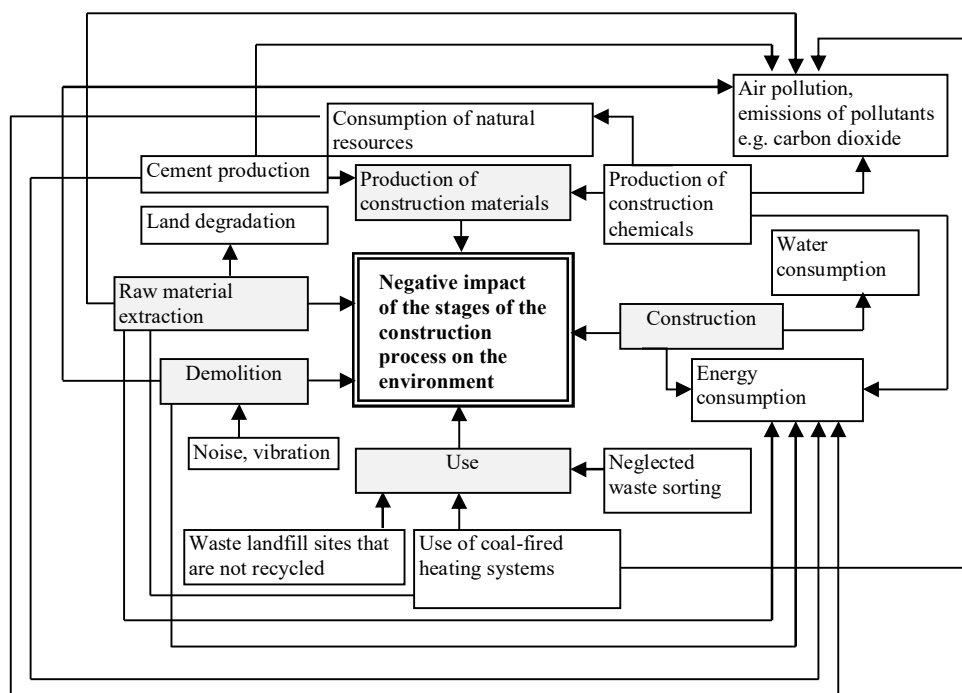 Air pollution,
emissions of pollutants
e.g. carbon dioxide
Consumption of natural
resources
Cement production
Production of
construction materials
Production of
construction
chemicals
Land degradation
Water
consumption
Negative impact
of the stages of the
construction
process on the
environment
Raw material
extraction
Construction
Demolition
Energy
consumption
Noise, vibration
Use
Neglected
waste sorting
Waste landfill sites that
are not recycled
Use of coal-fired
heating systems